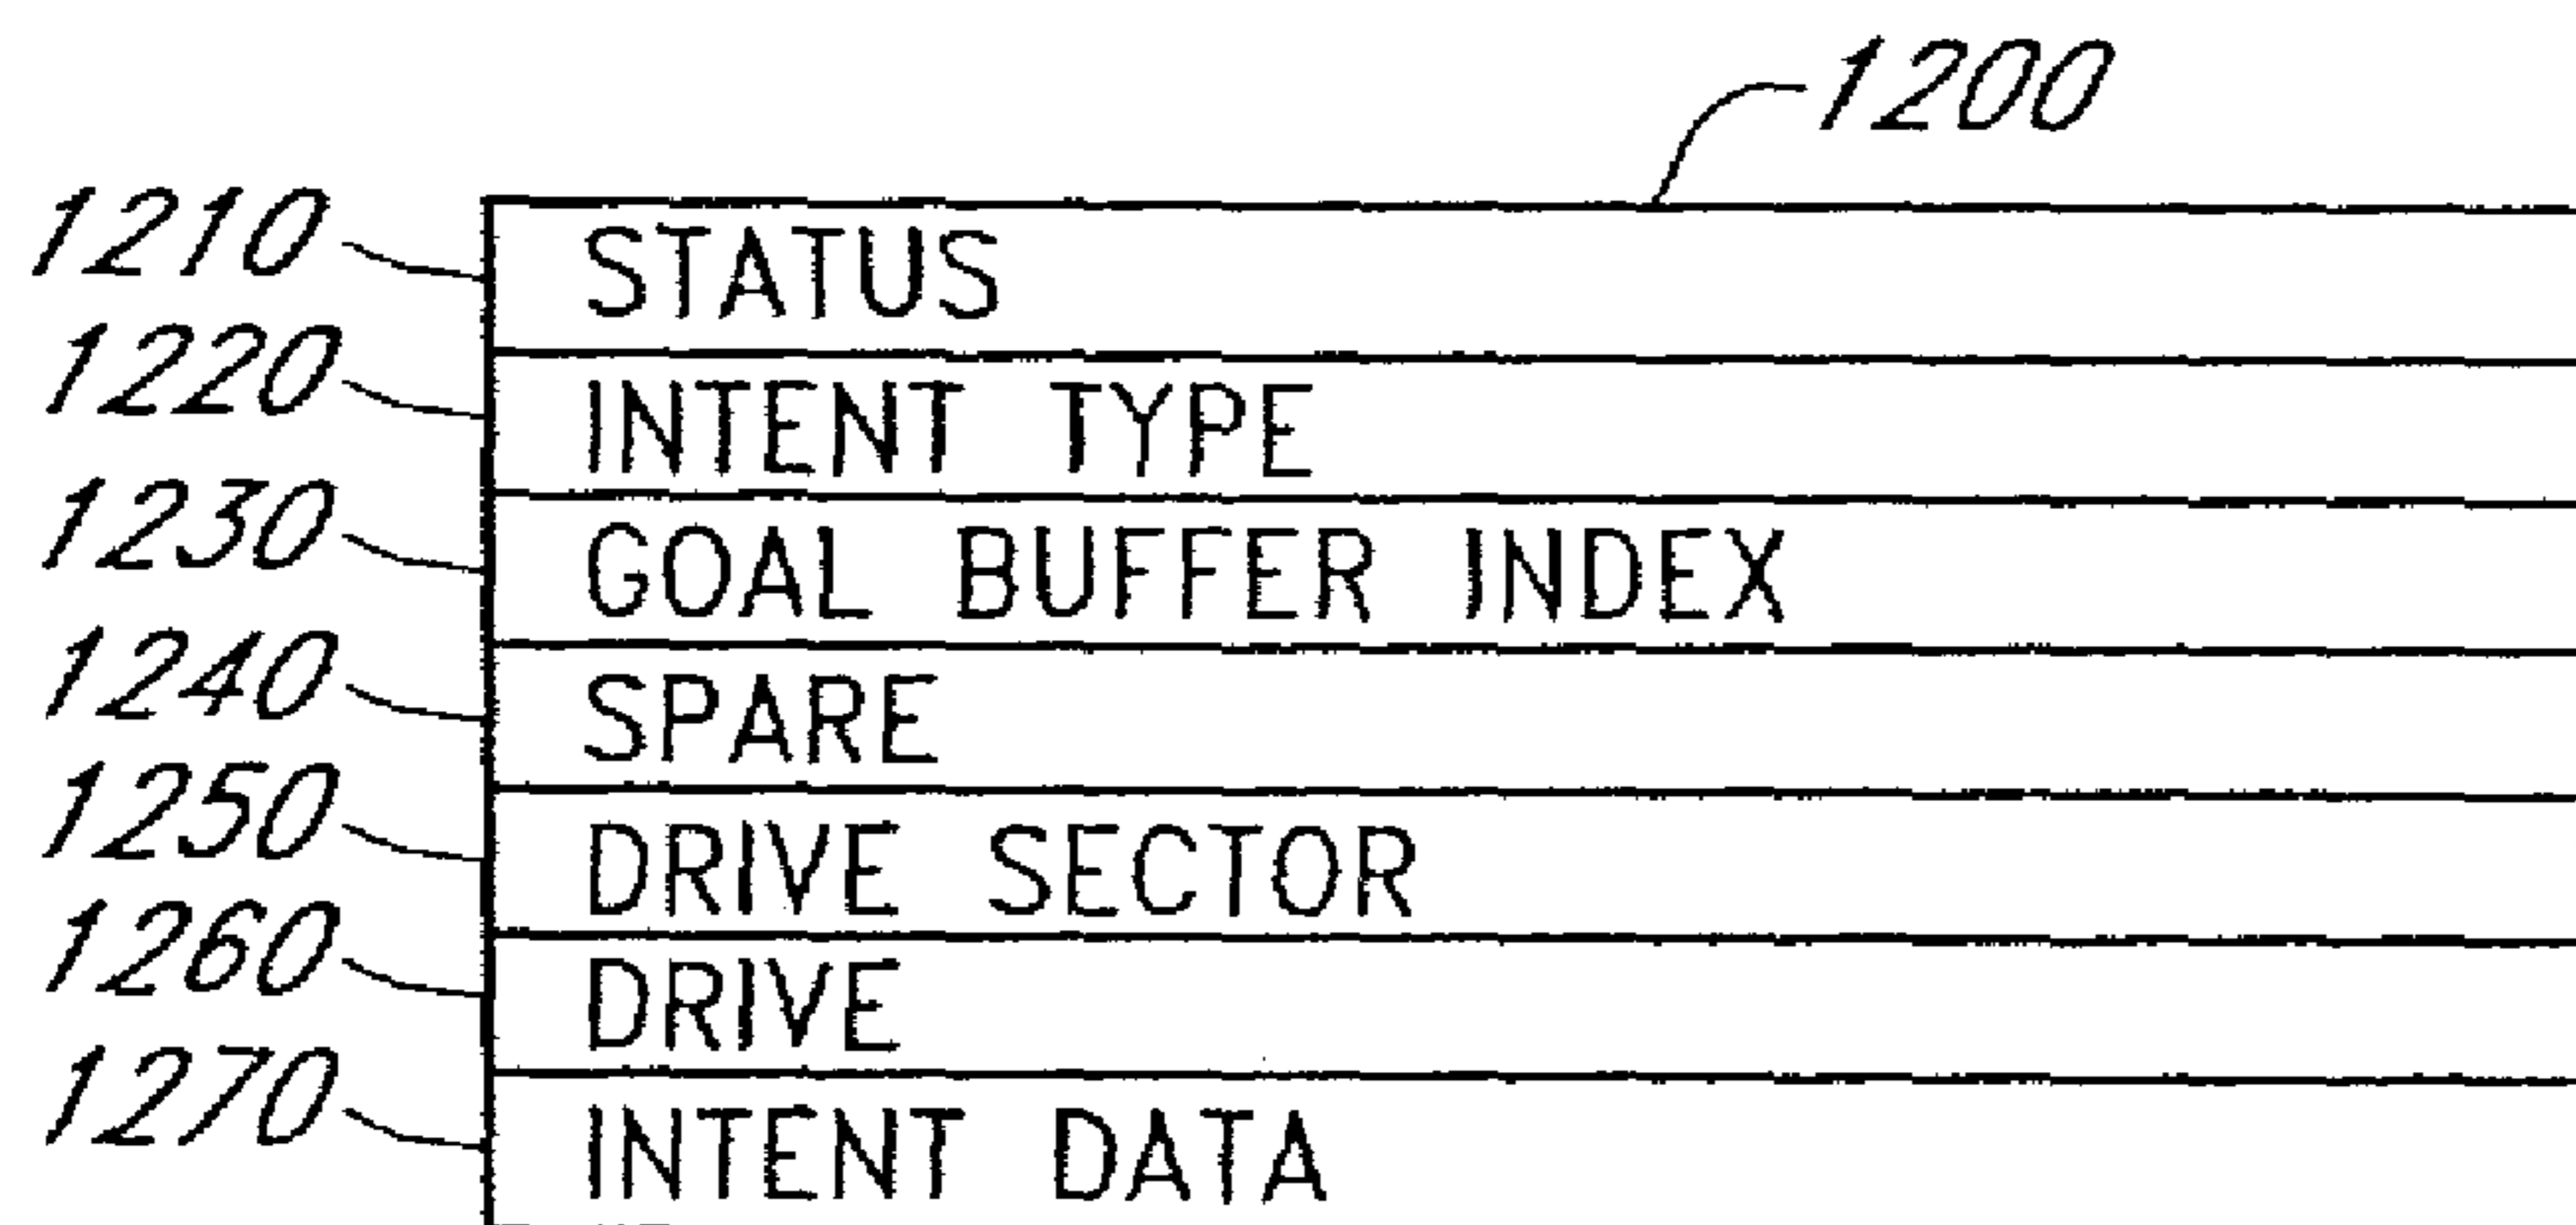 1200
1210 STATUS
1220 INTENT TYPE
1230 GOAL BUFFER INDEX
1240 SPARE
1250 DRIVE SECTOR
1260 DRIVE
1270 INTENT DATA